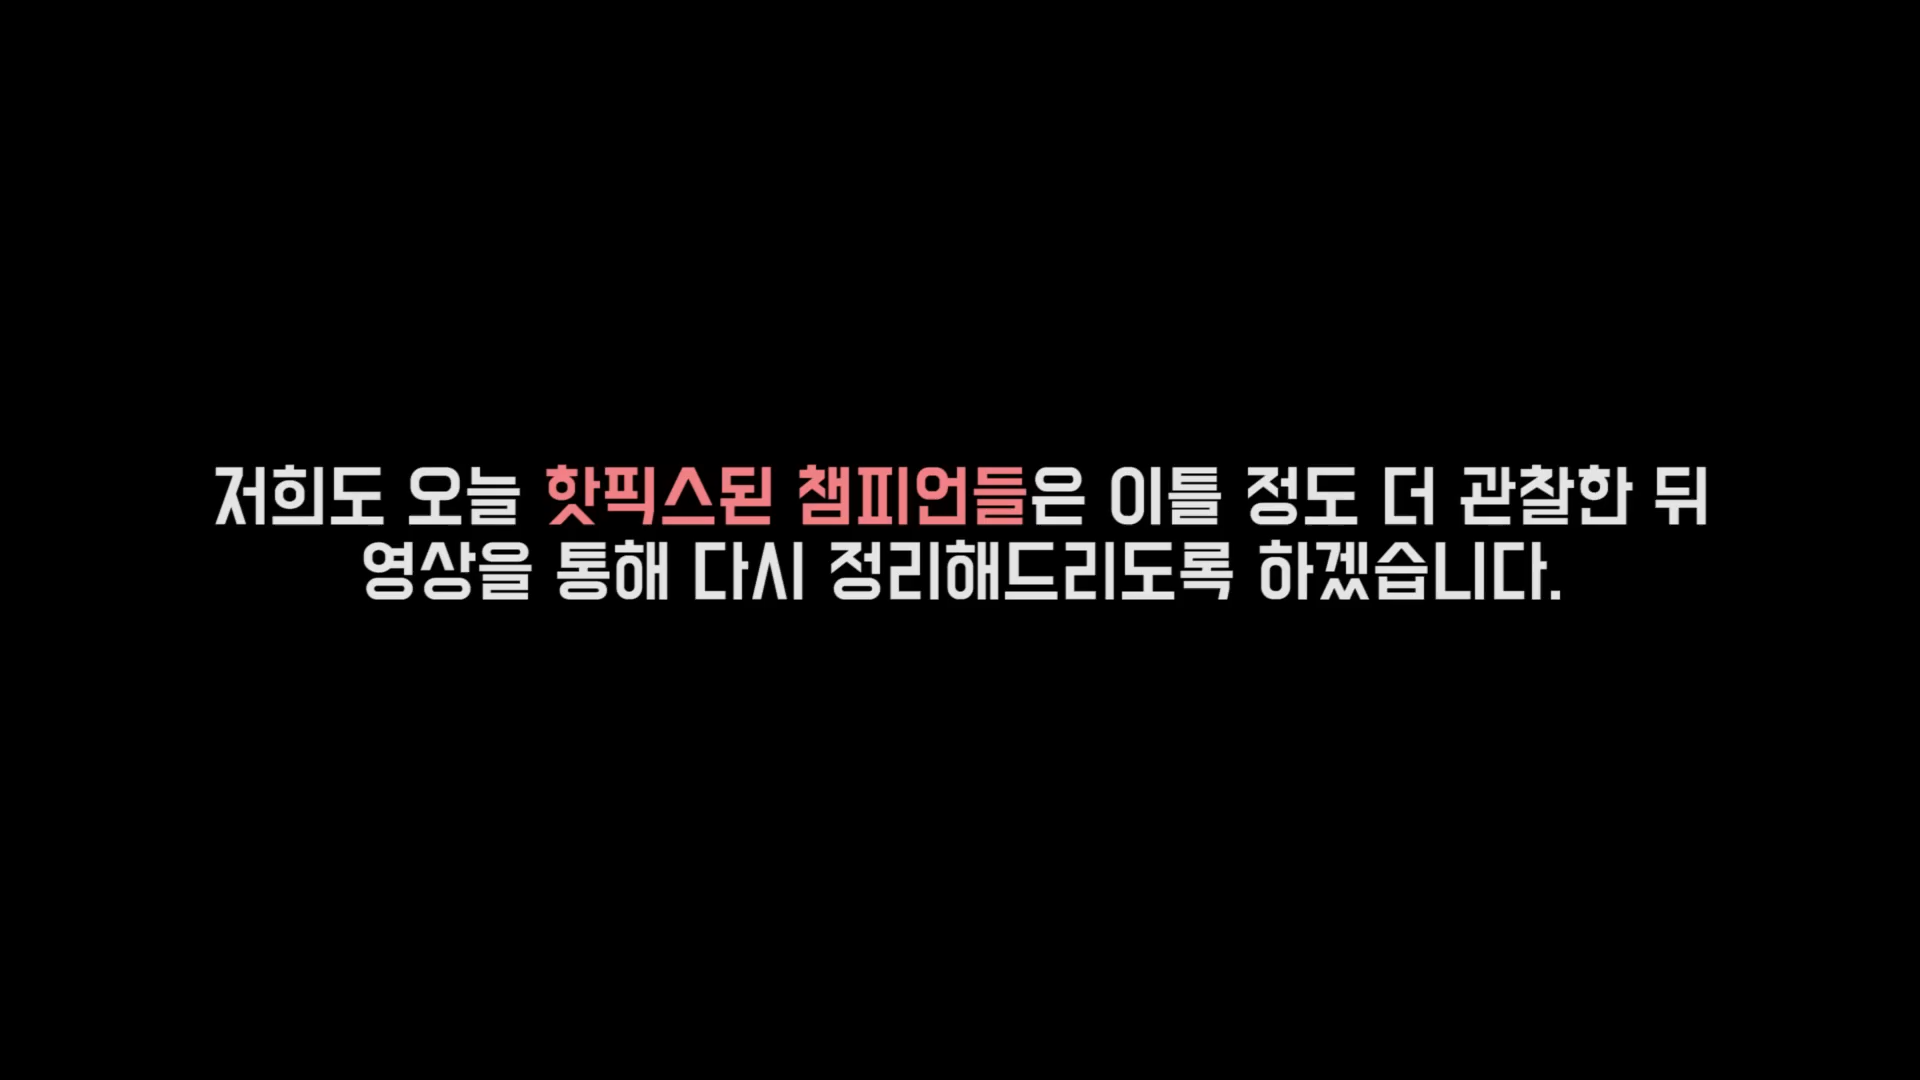 저희도 오늘 핫픽스된 챔피언들은 이틀 정도 더 관찰한 뒤
영상을 통해 다시 정리해드리도록 하겠습니다.